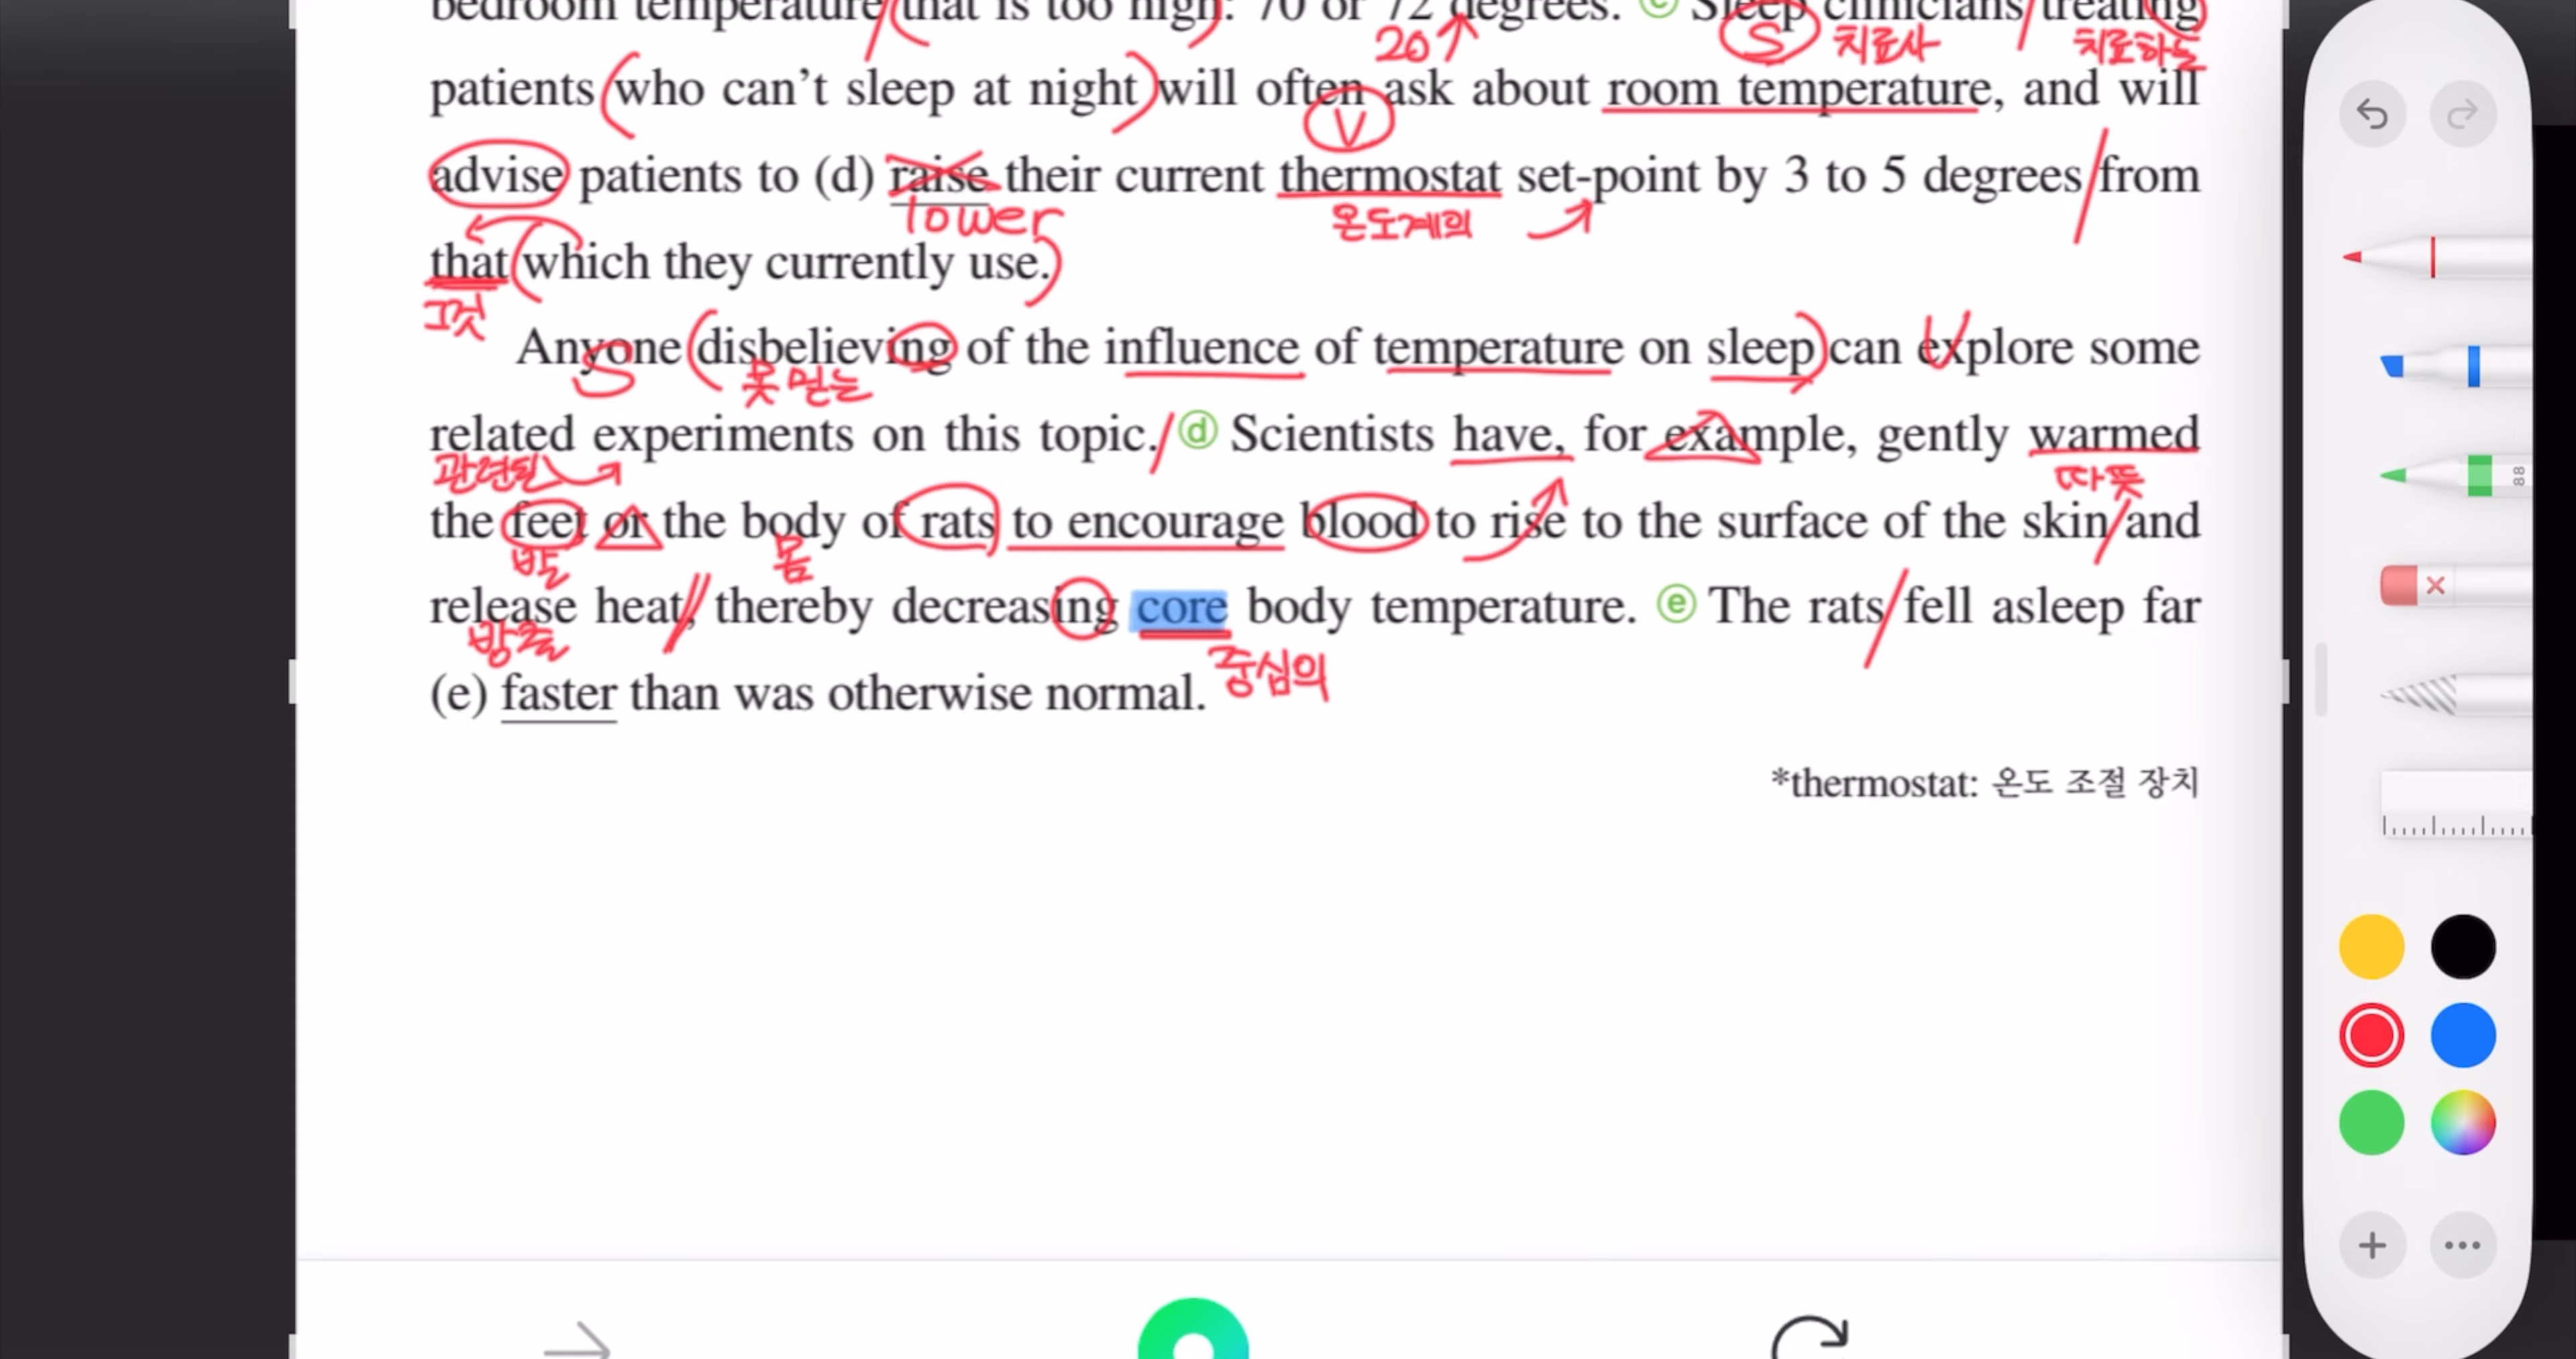 bedroom temperature that is too high: 70 or 72 degrees. ⓒ Sleep clinicians treating
20 S 치료사 치료하는
patients who can't sleep at night will often ask about room temperature, and will
V
advise patients to (d) raise their current thermostat set-point by 3 to 5 degrees from
lower 온도계의
that which they currently use.
그것
Anyone disbelieving of the influence of temperature on sleep can explore some
S 못 믿는 V
related experiments on this topic. ⓓ Scientists have, for example, gently warmed
관련된 따뜻
the feet or the body of rats to encourage blood to rise to the surface of the skin and
발 몸
release heat, thereby decreasing core body temperature. ⓔ The rats fell asleep far
방출 중심의
(e) faster than was otherwise normal.
*thermostat: 온도 조절 장치
88